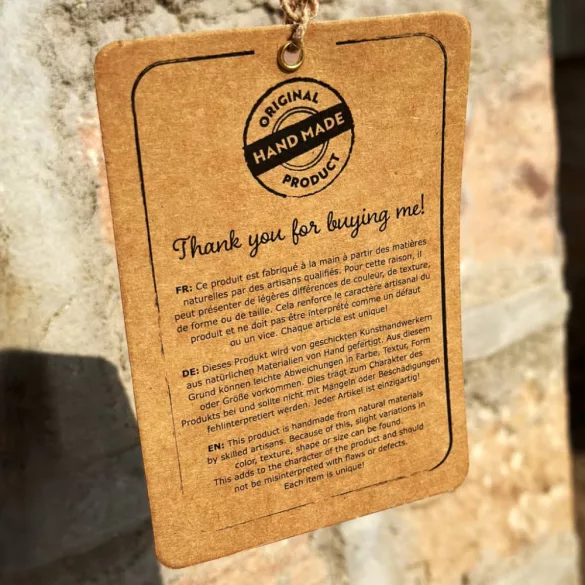 ORIGINAL
HAND MADE
PRODUCT
Thank you for buying me!
FR: Ce produit est fabriqué à la main à partir des matières
naturelles par des artisans qualifiés. Pour cette raison, il
peut présenter de légères différences de couleur, de texture,
de forme ou de taille. Cela renforce le caractère artisanal du
produit et ne doit pas être interprété comme un défaut
ou un vice. Chaque article est unique!
DE: Dieses Produkt wird von geschickten Kunsthandwerkern
aus natürlichen Materialien von Hand gefertigt. Aus diesem
Grund können leichte Abweichungen in Farbe, Textur, Form
oder Größe vorkommen. Dies trägt zum Charakter des
Produkts bei und sollte nicht mit Mängeln oder Beschädigungen
fehlinterpretiert werden. Jeder Artikel ist einzigartig!
EN: This product is handmade from natural materials
by skilled artisans. Because of this, slight variations in
color, texture, shape or size can be found.
This adds to the character of the product and should
not be misinterpreted with flaws or defects.
Each item is unique!